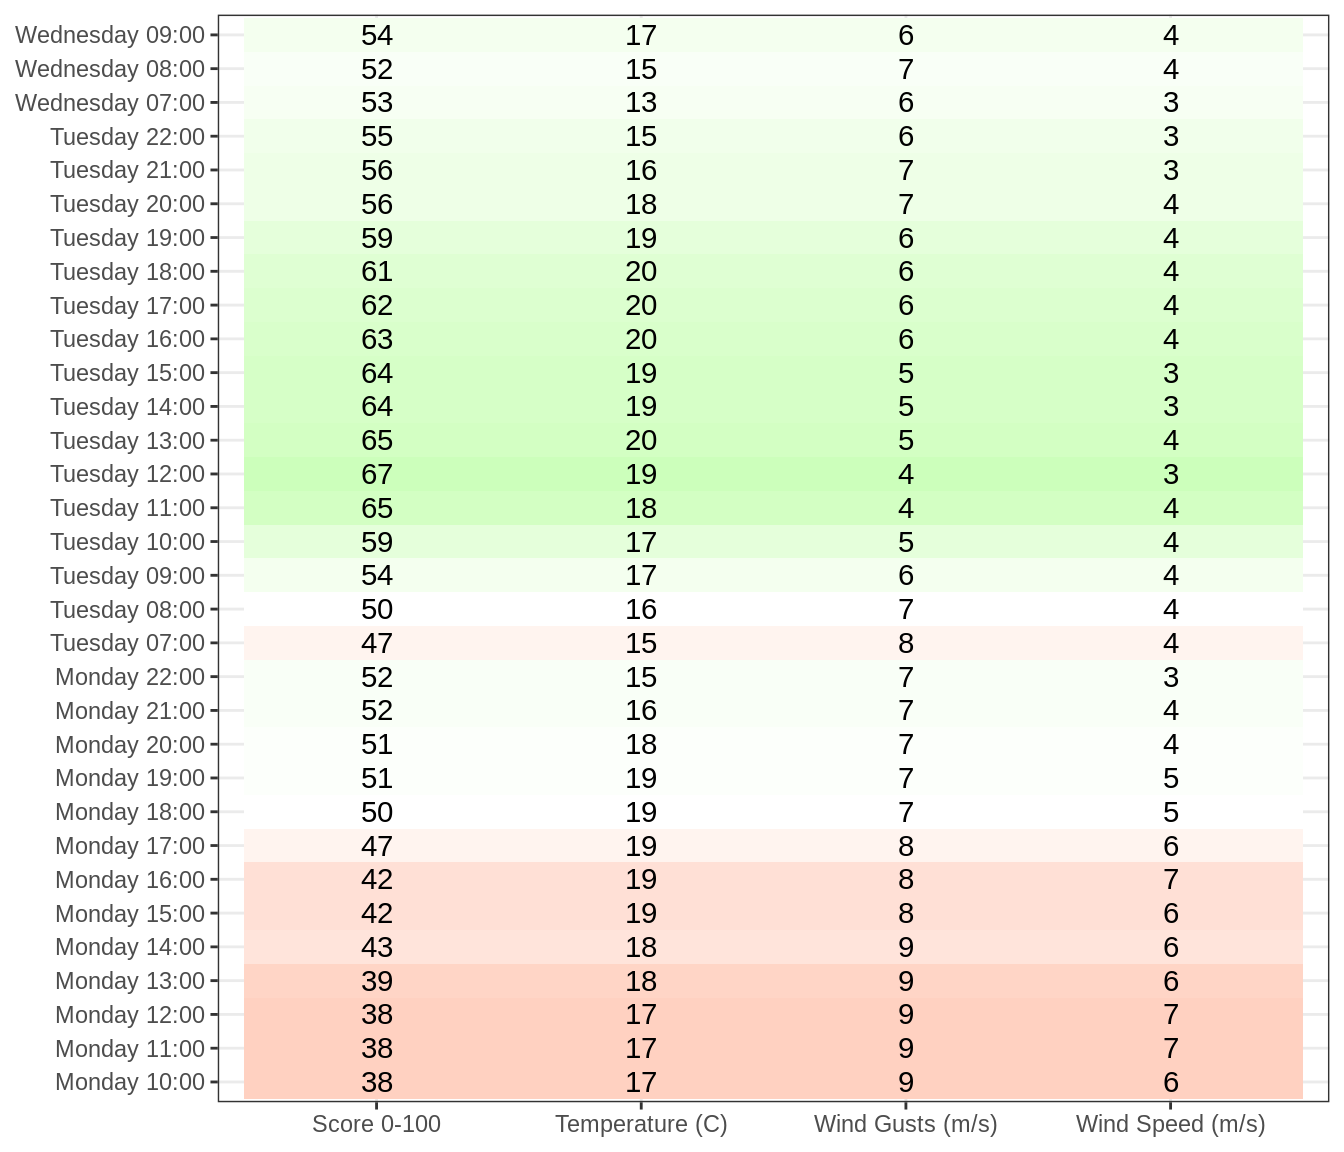 Wednesday 09:00 54 17 6 4
Wednesday 08:00 52 15 7 4
Wednesday 07:00 53 13 6 3
Tuesday 22:00 55 15 6 3
Tuesday 21:00 56 16 7 3
Tuesday 20:00 56 18 7 4
Tuesday 19:00 59 19 6 4
Tuesday 18:00 61 20 6 4
Tuesday 17:00 62 20 6 4
Tuesday 16:00 63 20 6 4
Tuesday 15:00 64 19 5 3
Tuesday 14:00 64 19 5 3
Tuesday 13:00 65 20 5 4
Tuesday 12:00 67 19 4 3
Tuesday 11:00 65 18 4 4
Tuesday 10:00 59 17 5 4
Tuesday 09:00 54 17 6 4
Tuesday 08:00 50 16 7 4
Tuesday 07:00 47 15 8 4
Monday 22:00 52 15 7 3
Monday 21:00 52 16 7 4
Monday 20:00 51 18 7 4
Monday 19:00 51 19 7 5
Monday 18:00 50 19 7 5
Monday 17:00 47 19 8 6
Monday 16:00 42 19 8 7
Monday 15:00 42 19 8 6
Monday 14:00 43 18 9 6
Monday 13:00 39 18 9 6
Monday 12:00 38 17 9 7
Monday 11:00 38 17 9 7
Monday 10:00 38 17 9 6
Score 0-100 Temperature (C) Wind Gusts (m/s) Wind Speed (m/s)